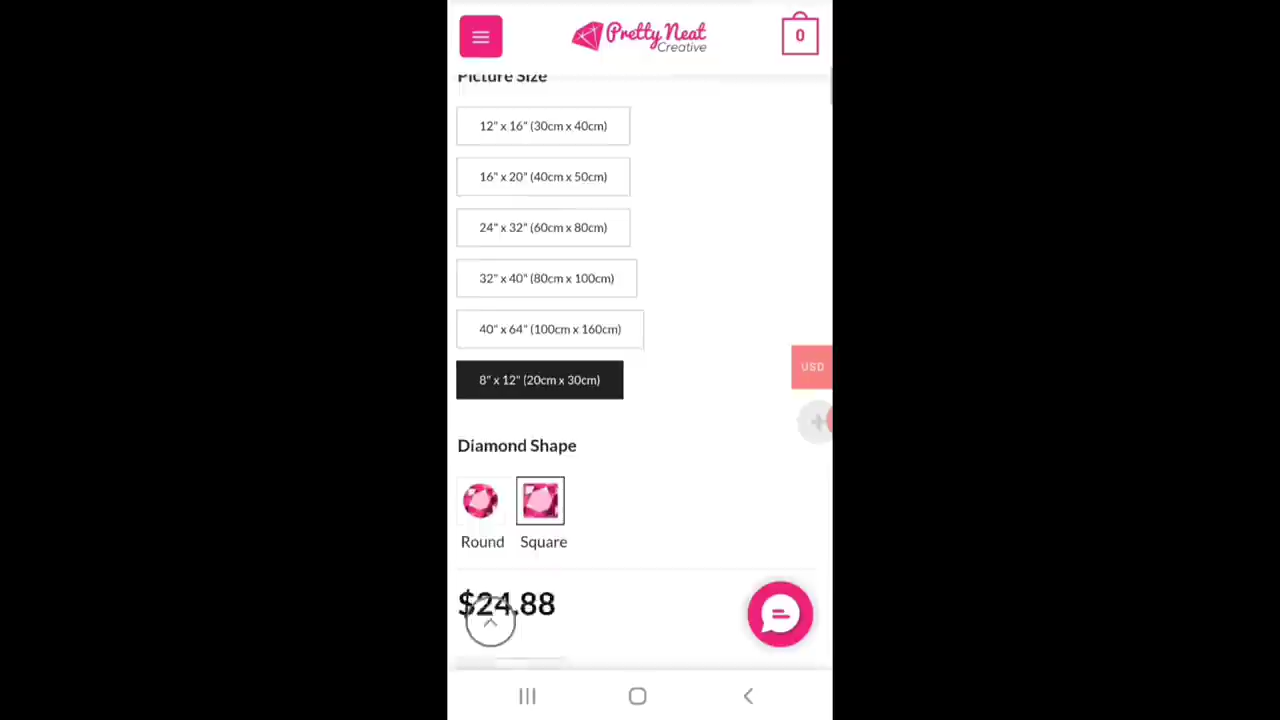 Pretty Neat
Creative
0
Picture Size
12" x 16" (30cm x 40cm)
16" x 20" (40cm x 50cm)
24" x 32" (60cm x 80cm)
32" x 40" (80cm x 100cm)
40" x 64" (100cm x 160cm)
USD
8" x 12" (20cm x 30cm)
Diamond Shape
Round Square
$24.88